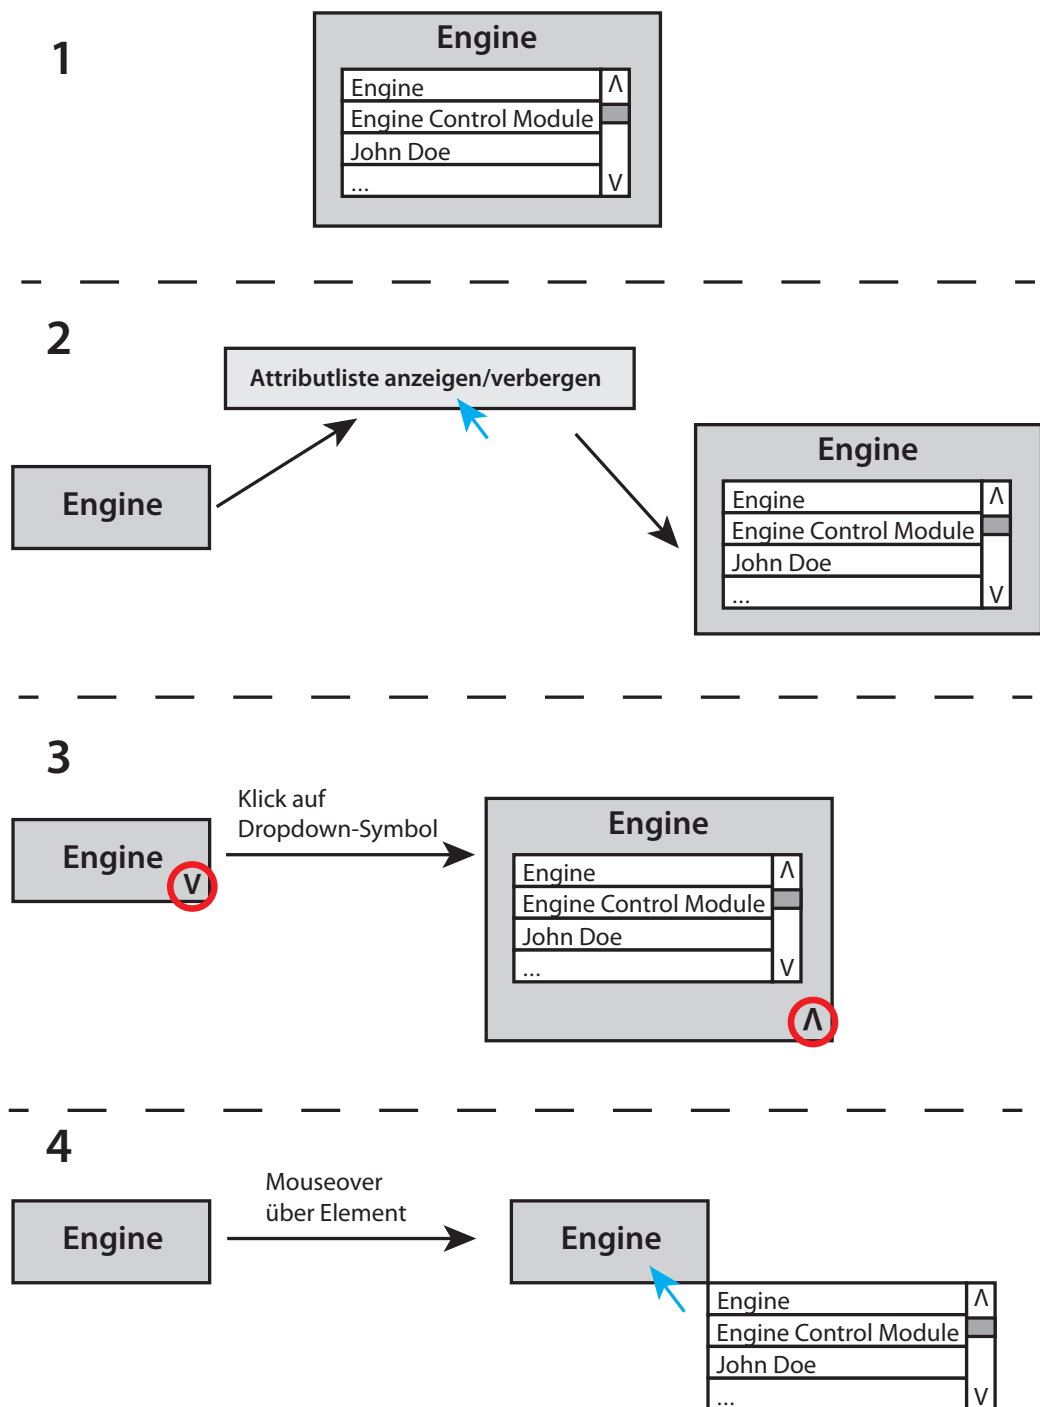 1
Engine
Engine
Engine Control Module
John Doe
...
2
Attributliste anzeigen/verbergen
Engine
Engine
Engine
Engine Control Module
John Doe
...
3
Klick auf
Dropdown-Symbol
Engine
V
Engine
Engine
Engine Control Module
John Doe
...
4
Mouseover
über Element
Engine
Engine
Engine
Engine Control Module
John Doe
...